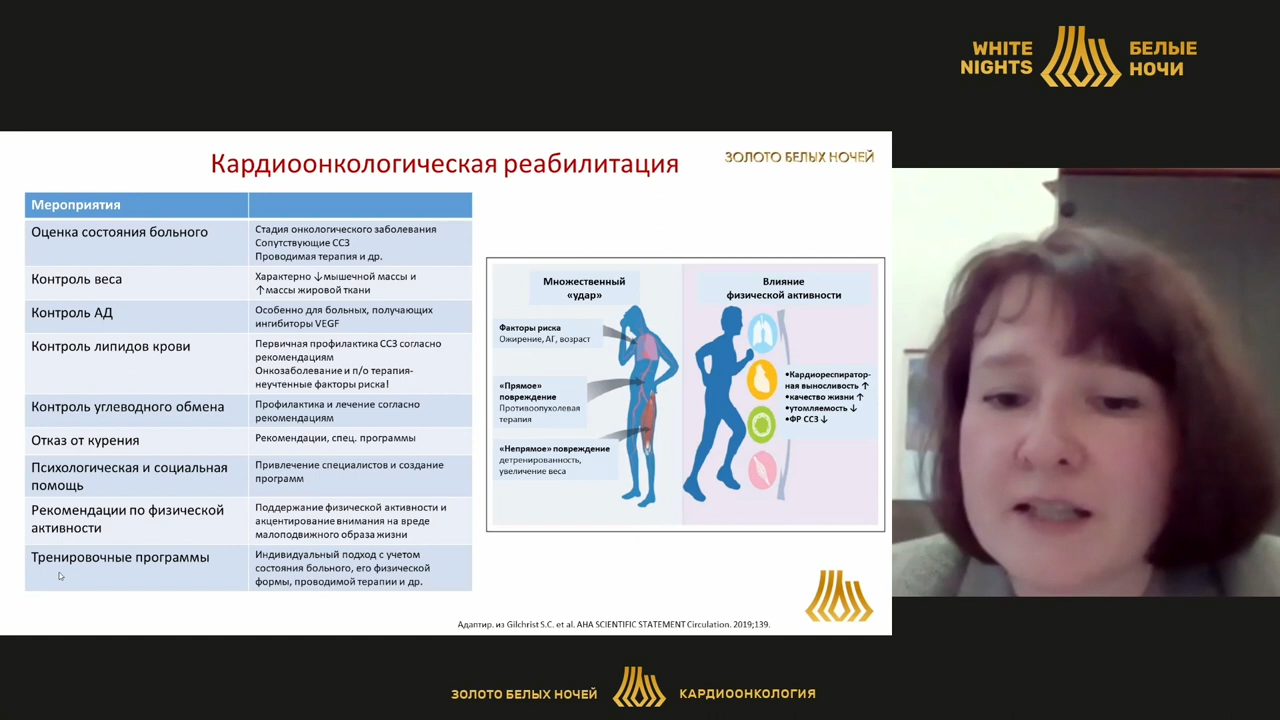 WHITE
NIGHTS
БЕЛЫЕ
НОЧИ
Кардиоонкологическая реабилитация
ЗОЛОТО БЕЛЫХ НОЧЕЙ
Мероприятия
Оценка состояния больного
Стадия онкологического заболевания
Сопутствующие ССЗ
Проводимая терапия и др.
Контроль веса
Характерно ↓мышечной массы и
↑массы жировой ткани
Контроль АД
Особенно для больных, получающих
ингибиторы VEGF
Контроль липидов крови
Первичная профилактика ССЗ согласно
рекомендациям
Онкозаболевание и п/о терапия-
неучтенные факторы риска!
Контроль углеводного обмена
Профилактика и лечение согласно
рекомендациям
Отказ от курения
Рекомендации, спец. программы
Психологическая и социальная
помощь
Привлечение специалистов и создание
программ
Рекомендации по физической
активности
Поддержание физической активности и
акцентирование внимания на вреде
малоподвижного образа жизни
Тренировочные программы
Индивидуальный подход с учетом
состояния больного, его физической
формы, проводимой терапии и др.
Множественный
«удар»
Факторы риска
Ожирение, АГ, возраст
«Прямое»
повреждение
Противоопухолевая
терапия
«Непрямое» повреждение
детренированность,
увеличение веса
Влияние
физической активности
•Кардиореспиратор-
ная выносливость ↑
•качество жизни ↑
•утомляемость ↓
•ФР ССЗ ↓
Адаптир. из Gilchrist S.C. et al. AHA SCIENTIFIC STATEMENT Circulation. 2019;139.
ЗОЛОТО БЕЛЫХ НОЧЕЙ
КАРДИООНКОЛОГИЯ